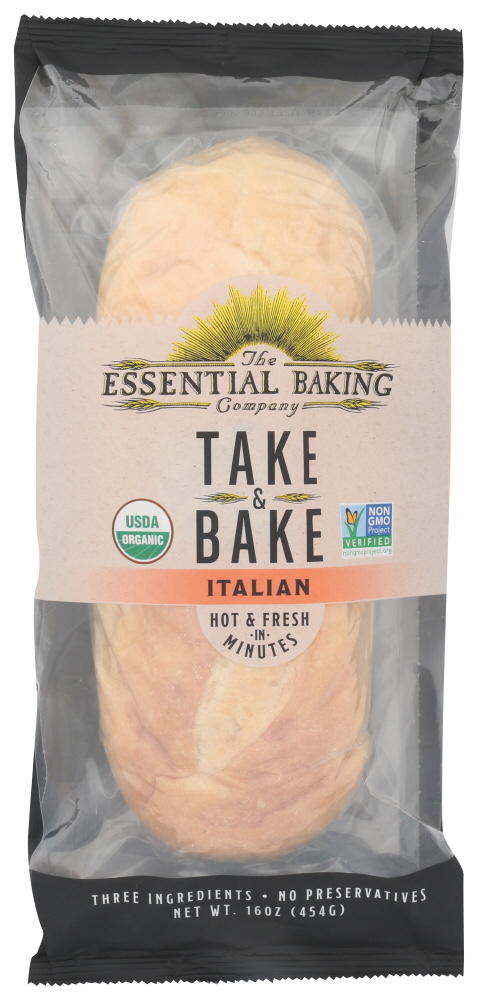 The
ESSENTIAL BAKING
Company
TAKE
&
BAKE
USDA
ORGANIC
NON
GMO
Project
VERIFIED
nongmoproject.org
ITALIAN
HOT & FRESH
·IN·
MINUTES
THREE INGREDIENTS • NO PRESERVATIVES
NET WT. 16OZ (454G)